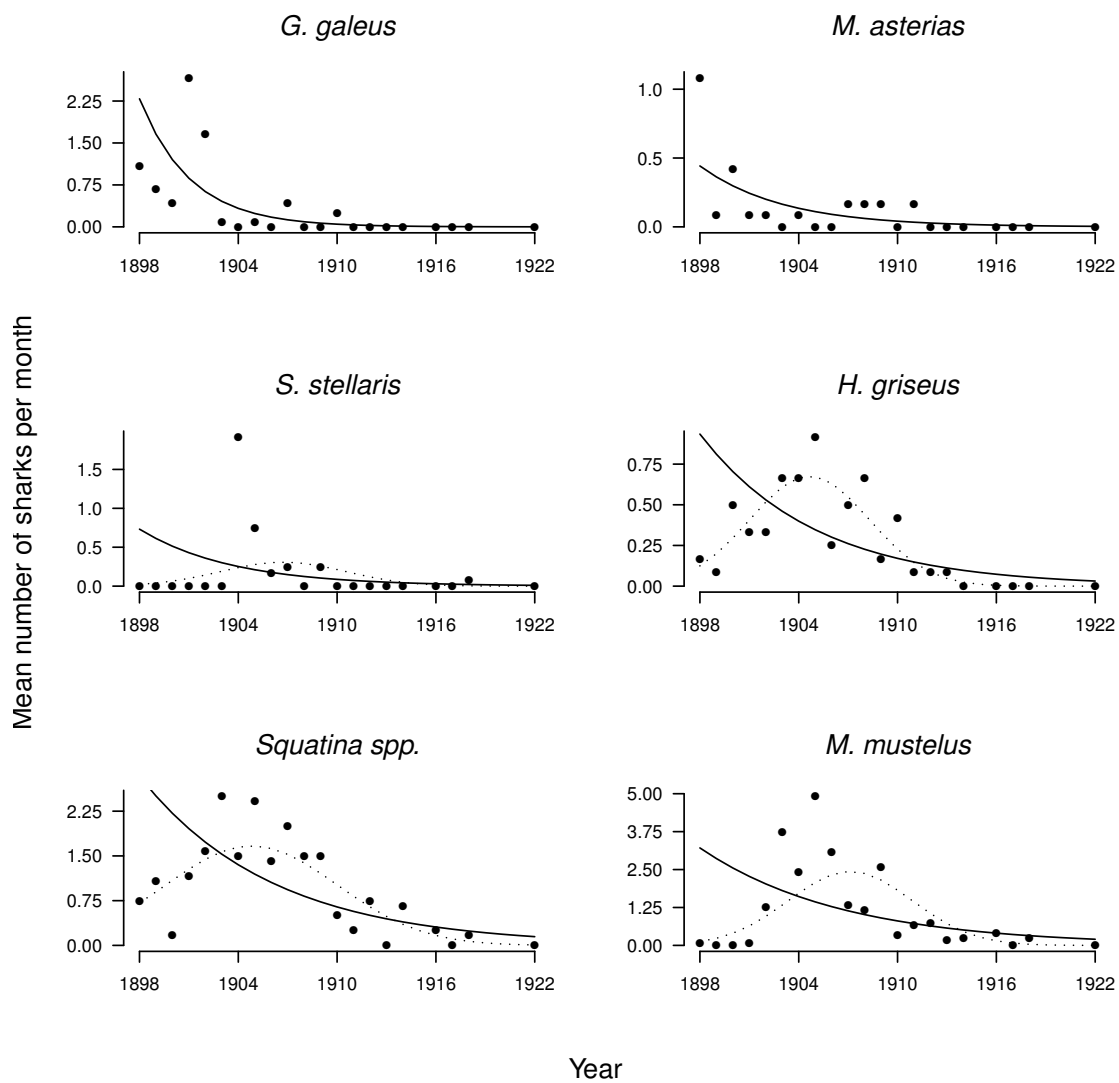 G. galeus
2.25
1.50
0.75
0.00
1898 1904 1910 1916 1922
M. asterias
1.0
0.5
0.0
1898 1904 1910 1916 1922
Mean number of sharks per month
S. stellaris
1.5
1.0
0.5
0.0
1898 1904 1910 1916 1922
H. griseus
0.75
0.50
0.25
0.00
1898 1904 1910 1916 1922
Squatina spp.
2.25
1.50
0.75
0.00
1898 1904 1910 1916 1922
M. mustelus
5.00
3.75
2.50
1.25
0.00
1898 1904 1910 1916 1922
Year